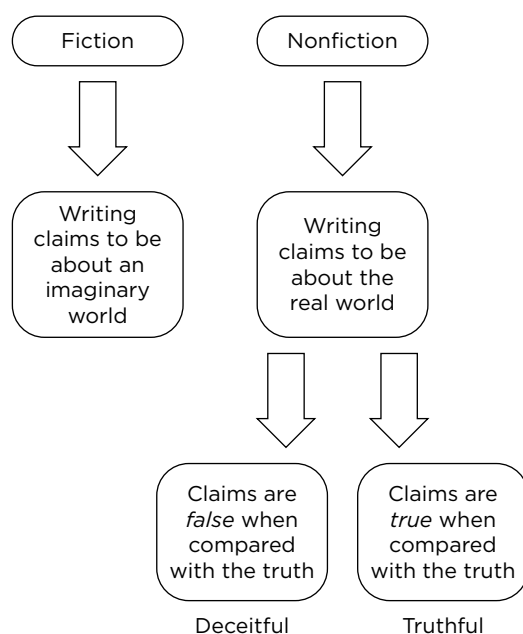 Fiction
Nonfiction
Writing
claims to be
about an
imaginary
world
Writing
claims to be
about the
real world
Claims are
false when
compared
with the truth
Claims are
true when
compared
with the truth
Deceitful
Truthful